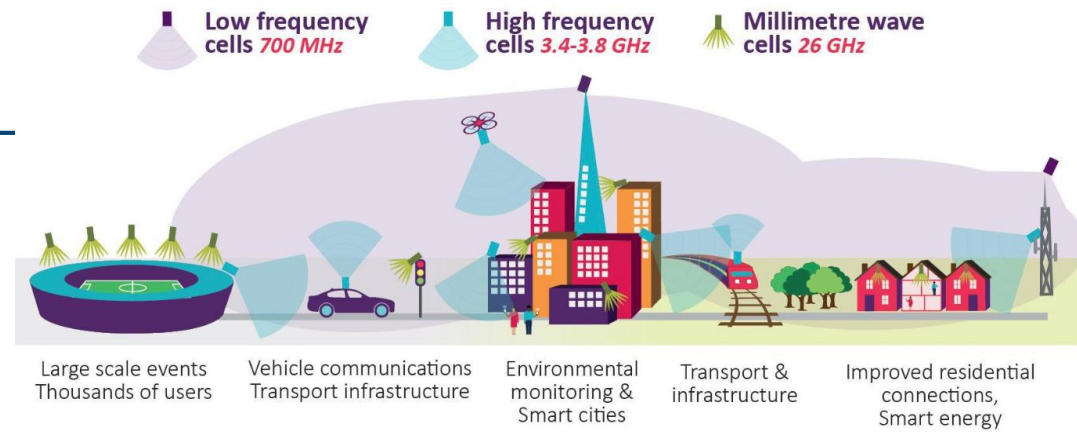 Low frequency
cells 700 MHz
High frequency
cells 3.4-3.8 GHz
Millimetre wave
cells 26 GHz
Large scale events
Thousands of users
Vehicle communications
Transport infrastructure
Environmental
monitoring &
Smart cities
Transport &
infrastructure
Improved residential
connections,
Smart energy